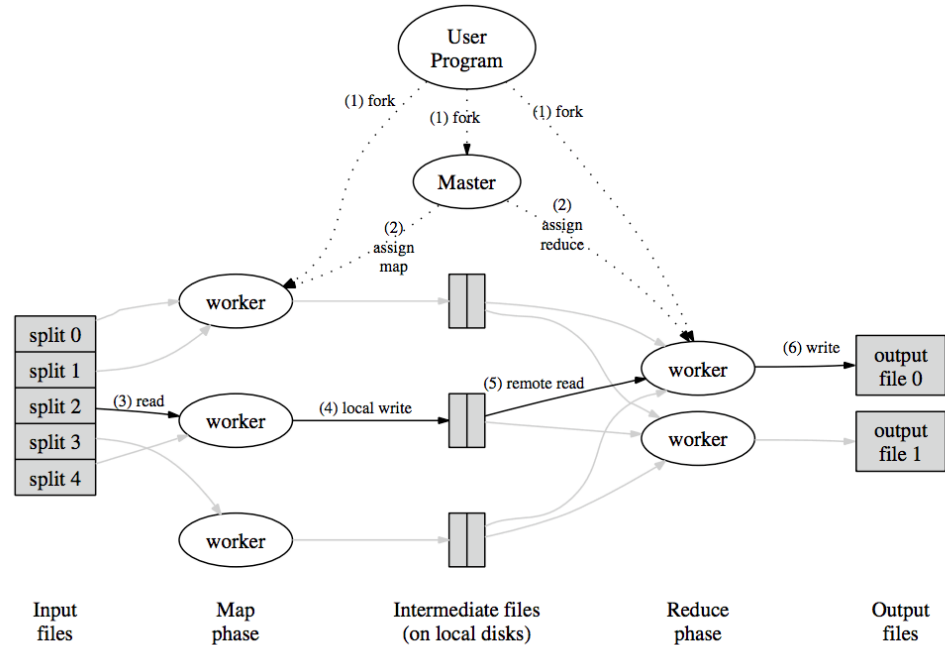 User
Program
(1) fork
(1) fork
(1) fork
Master
(2)
assign
map
(2)
assign
reduce
worker
split 0
split 1
split 2
split 3
split 4
(3) read
worker
(4) local write
(5) remote read
worker
(6) write
output
file 0
worker
output
file 1
worker
Input
files
Map
phase
Intermediate files
(on local disks)
Reduce
phase
Output
files